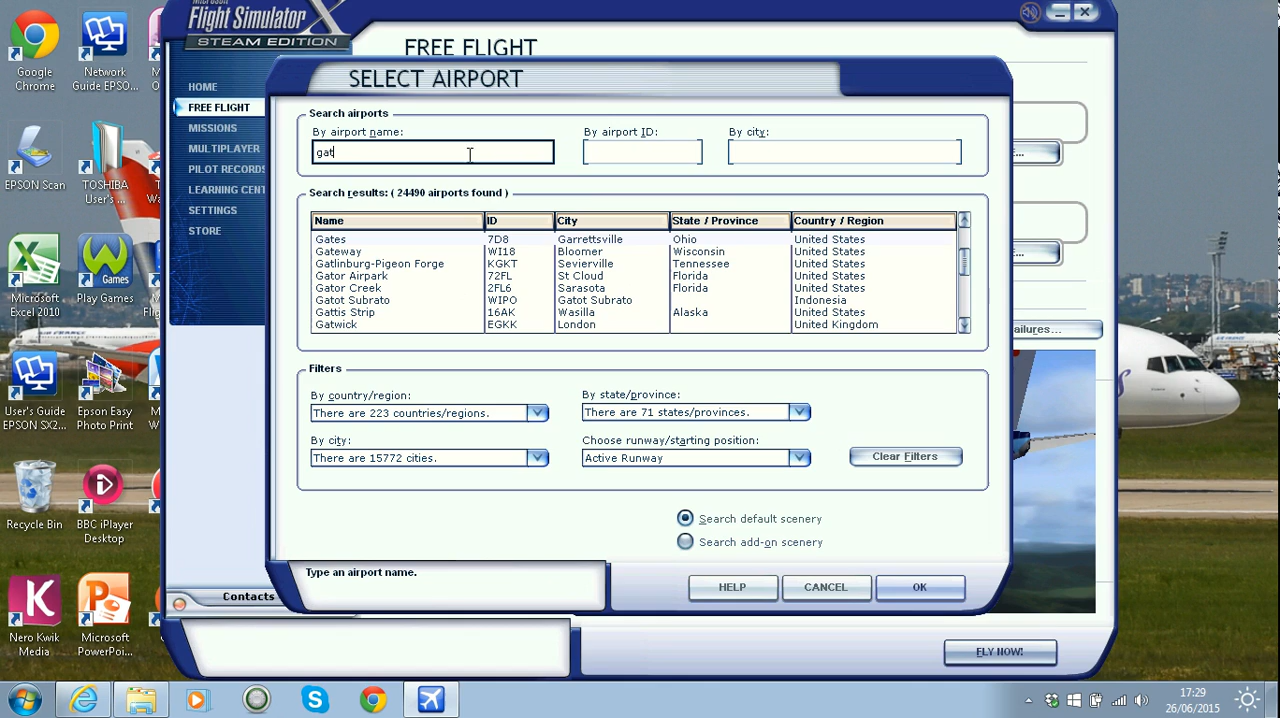 Microsoft
Flight Simulator X
STEAM EDITION
FREE FLIGHT
SELECT AIRPORT
HOME
FREE FLIGHT
MISSIONS
MULTIPLAYER
PILOT RECORDS
LEARNING CENT
SETTINGS
STORE
Search airports
By airport name:
By airport ID:
By city:
gat
Search results: ( 24490 airports found )
Name ID City State / Province Country / Region
Gates 7D8 Garrettsville Ohio United States
Gateway WI18 Bloomer Wisconsin United States
Gatlinburg-Pigeon Forge KGKT Sevierville Tennessee United States
Gator Airpark 72FL St Cloud Florida United States
Gator Creek 2FL6 Sarasota Florida United States
Gatot Subrato WIPO Gatot Subrato Indonesia
Gattis Strip 16AK Wasilla Alaska United States
Gatwick EGKK London United Kingdom
Filters
By country/region:
There are 223 countries/regions.
By state/province:
There are 71 states/provinces.
By city:
There are 15772 cities.
Choose runway/starting position:
Active Runway
Clear Filters
Search default scenery
Search add-on scenery
Type an airport name.
HELP
CANCEL
OK
Contacts
FLY NOW!
E...
E...
ailures...
Google
Chrome
Network
Guide EPSO...
EPSON Scan
TOSHIBA
User's ...
Microsoft
Excel 2010
Play Games
User's Guide
EPSON SX2...
Epson Easy
Photo Print
Recycle Bin
BBC iPlayer
Desktop
Nero Kwik
Media
Microsoft
PowerPoi...
17:29
26/06/2015